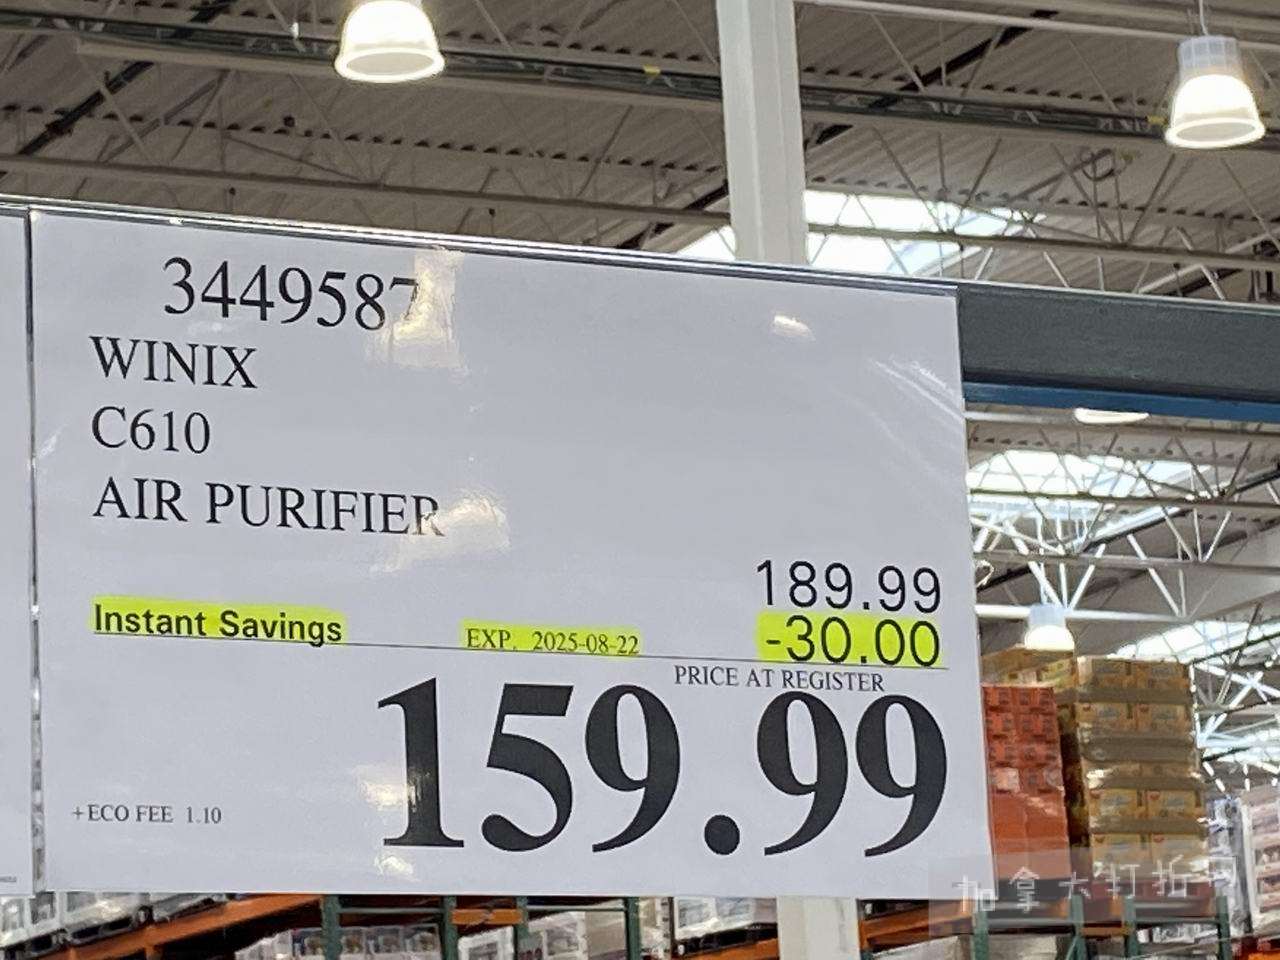 3449587
WINIX
C610
AIR PURIFIER
189.99
Instant Savings EXP. 2025-08-22 -30.00
PRICE AT REGISTER
159.99
+ECO FEE 1.10
加拿大打折网